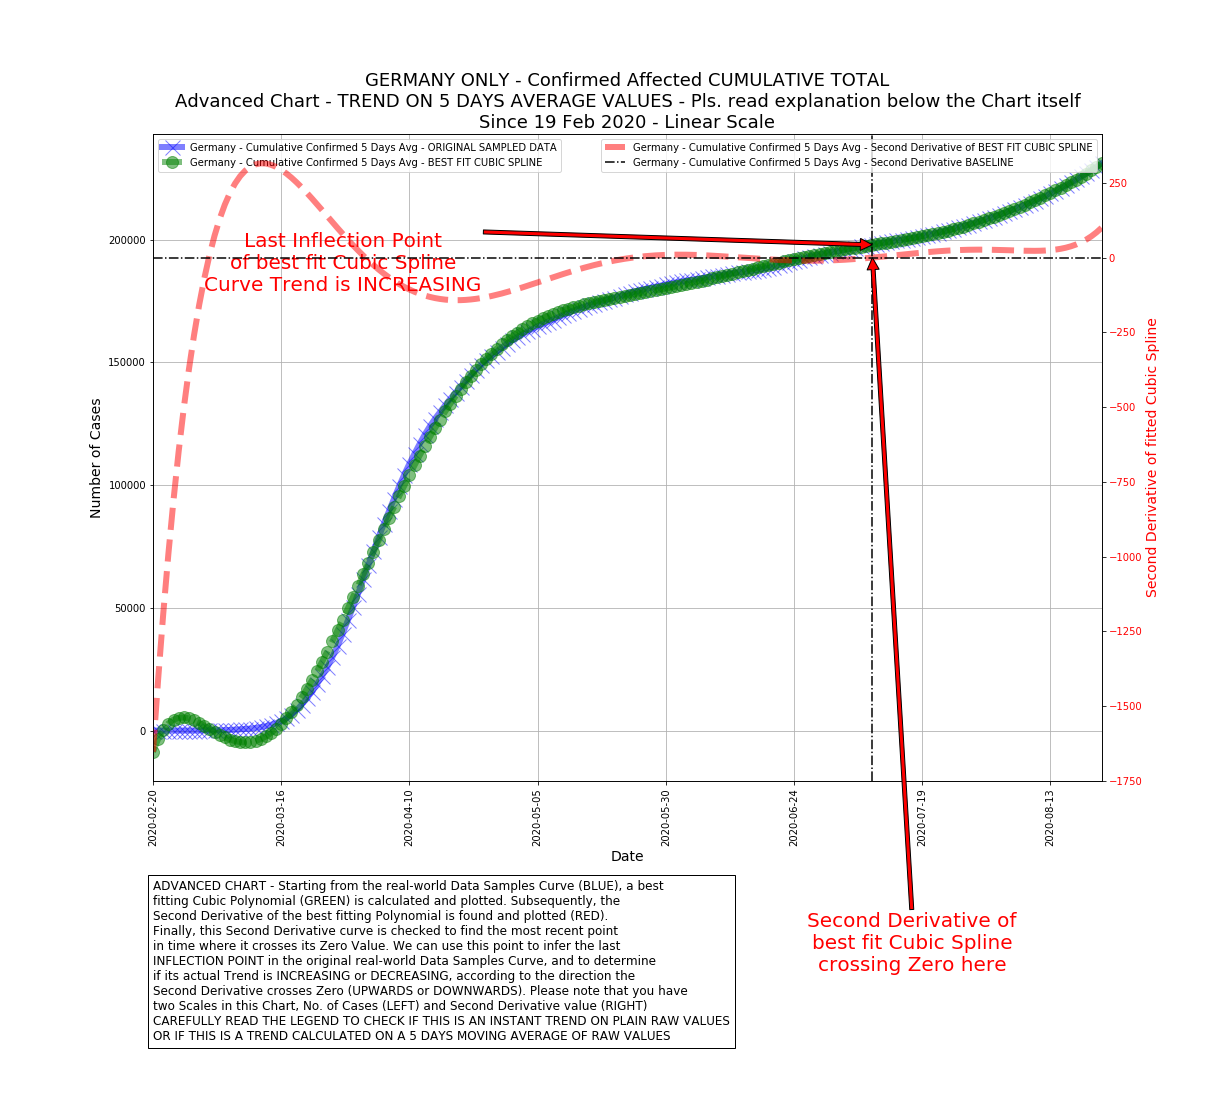 GERMANY ONLY - Confirmed Affected CUMULATIVE TOTAL
Advanced Chart - TREND ON 5 DAYS AVERAGE VALUES - Pls. read explanation below the Chart itself
Since 19 Feb 2020 - Linear Scale
Germany - Cumulative Confirmed 5 Days Avg - ORIGINAL SAMPLED DATA
Germany - Cumulative Confirmed 5 Days Avg - BEST FIT CUBIC SPLINE
Germany - Cumulative Confirmed 5 Days Avg - Second Derivative of BEST FIT CUBIC SPLINE
Germany - Cumulative Confirmed 5 Days Avg - Second Derivative BASELINE
Last Inflection Point
of best fit Cubic Spline
Curve Trend is INCREASING
Number of Cases
200000
150000
100000
50000
0
250
0
−250
−500
−750
−1000
−1250
−1500
−1750
Second Derivative of fitted Cubic Spline
2020-02-20
2020-03-16
2020-04-10
2020-05-05
2020-05-30
2020-06-24
2020-07-19
2020-08-13
Date
ADVANCED CHART - Starting from the real-world Data Samples Curve (BLUE), a best
fitting Cubic Polynomial (GREEN) is calculated and plotted. Subsequently, the
Second Derivative of the best fitting Polynomial is found and plotted (RED).
Finally, this Second Derivative curve is checked to find the most recent point
in time where it crosses its Zero Value. We can use this point to infer the last
INFLECTION POINT in the original real-world Data Samples Curve, and to determine
if its actual Trend is INCREASING or DECREASING, according to the direction the
Second Derivative crosses Zero (UPWARDS or DOWNWARDS). Please note that you have
two Scales in this Chart, No. of Cases (LEFT) and Second Derivative value (RIGHT)
CAREFULLY READ THE LEGEND TO CHECK IF THIS IS AN INSTANT TREND ON PLAIN RAW VALUES
OR IF THIS IS A TREND CALCULATED ON A 5 DAYS MOVING AVERAGE OF RAW VALUES
Second Derivative of
best fit Cubic Spline
crossing Zero here